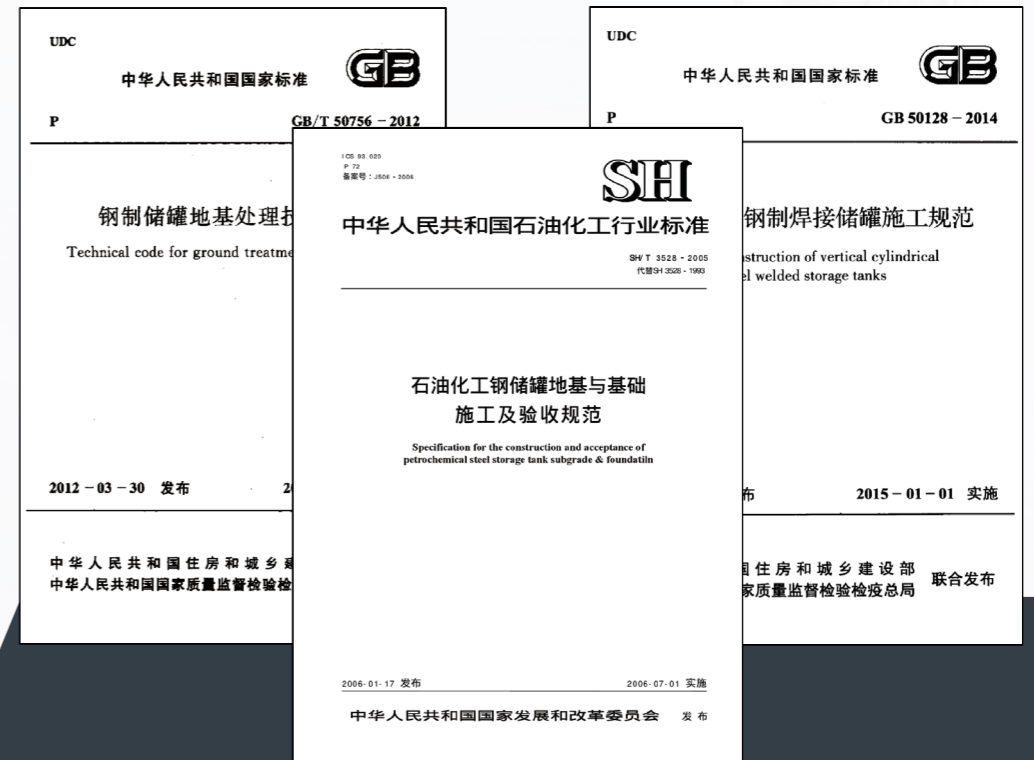 UDC
中华人民共和国国家标准
GB
P
GB/T 50756－2012
钢制储罐地基处理
Technical code for ground treatme
2012－03－30 发布
2
中华人民共和国住房和城乡
中华人民共和国国家质量监督检验检
ICS 93.020
P 72
备案号：J506-2006
SH
中华人民共和国石油化工行业标准
SH/T 3528-2005
代替SH 3528-1993
石油化工钢储罐地基与基础
施工及验收规范
Specification for the construction and acceptance of
petrochemical steel storage tank subgrade & foundatiln
2006-01-17 发布
2006-07-01 实施
中华人民共和国国家发展和改革委员会 发布
UDC
中华人民共和国国家标准
GB
P
GB 50128－2014
钢制焊接储罐施工规范
struction of vertical cylindrical
el welded storage tanks
布
2015－01－01 实施
住房和城乡建设部
家质量监督检验检疫总局
联合发布